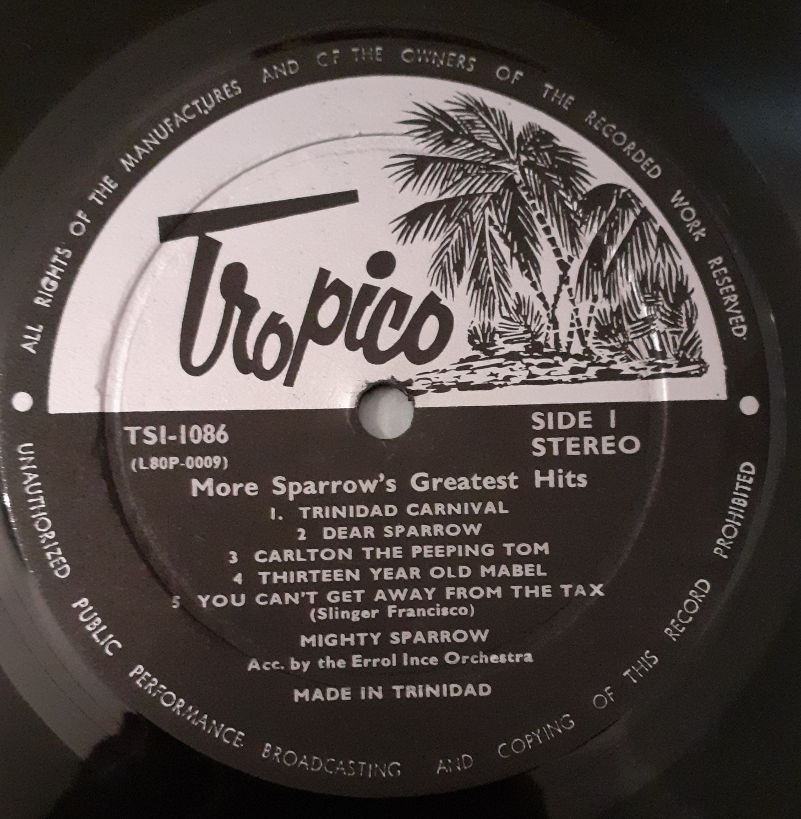 ALL RIGHTS OF THE MANUFACTURES AND OF THE OWNERS OF THE RECORDED WORK RESERVED
Tropico
TSI-1086
(L80P-0009)
SIDE 1
STEREO
More Sparrow's Greatest Hits
1. TRINIDAD CARNIVAL
2 DEAR SPARROW
3 CARLTON THE PEEPING TOM
4 THIRTEEN YEAR OLD MABEL
5 YOU CAN'T GET AWAY FROM THE TAX
(Slinger Francisco)
MIGHTY SPARROW
Acc. by the Errol Ince Orchestra
MADE IN TRINIDAD
UNAUTHORIZED PUBLIC PERFORMANCE BROADCASTING AND COPYING OF THIS RECORD PROHIBITED